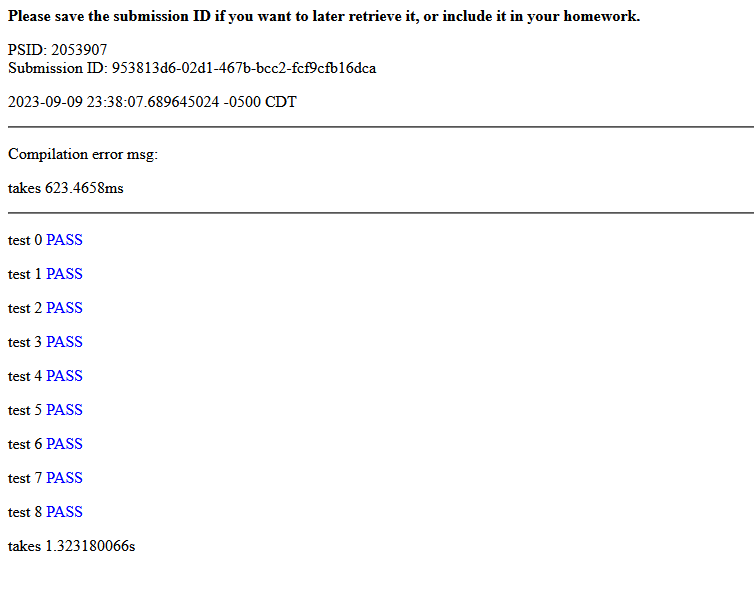 Please save the submission ID if you want to later retrieve it, or include it in your homework.
PSID: 2053907
Submission ID: 953813d6-02d1-467b-bcc2-fcf9cfb16dca
2023-09-09 23:38:07.689645024 -0500 CDT
Compilation error msg:
takes 623.4658ms
test 0 PASS
test 1 PASS
test 2 PASS
test 3 PASS
test 4 PASS
test 5 PASS
test 6 PASS
test 7 PASS
test 8 PASS
takes 1.323180066s